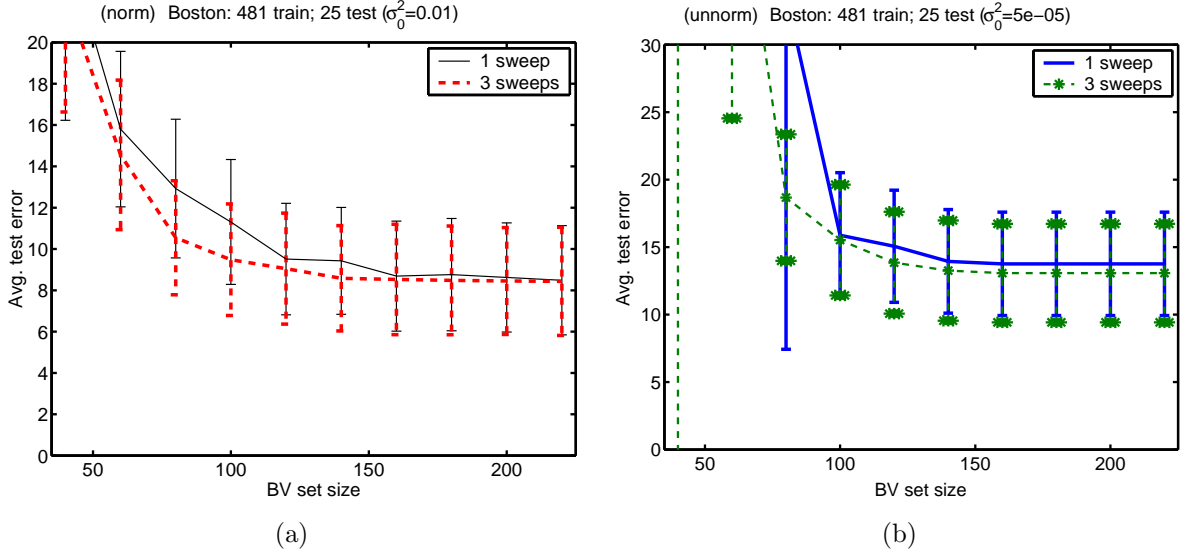 (norm) Boston: 481 train; 25 test (σ₀²=0.01)
20
18
16
14
12
10
8
6
4
2
0
Avg. test error
1 sweep
3 sweeps
50 100 150 200
BV set size
(a)
(unnorm) Boston: 481 train; 25 test (σ₀²=5e−05)
30
25
20
15
10
5
0
Avg. test error
1 sweep
3 sweeps
50 100 150 200
BV set size
(b)